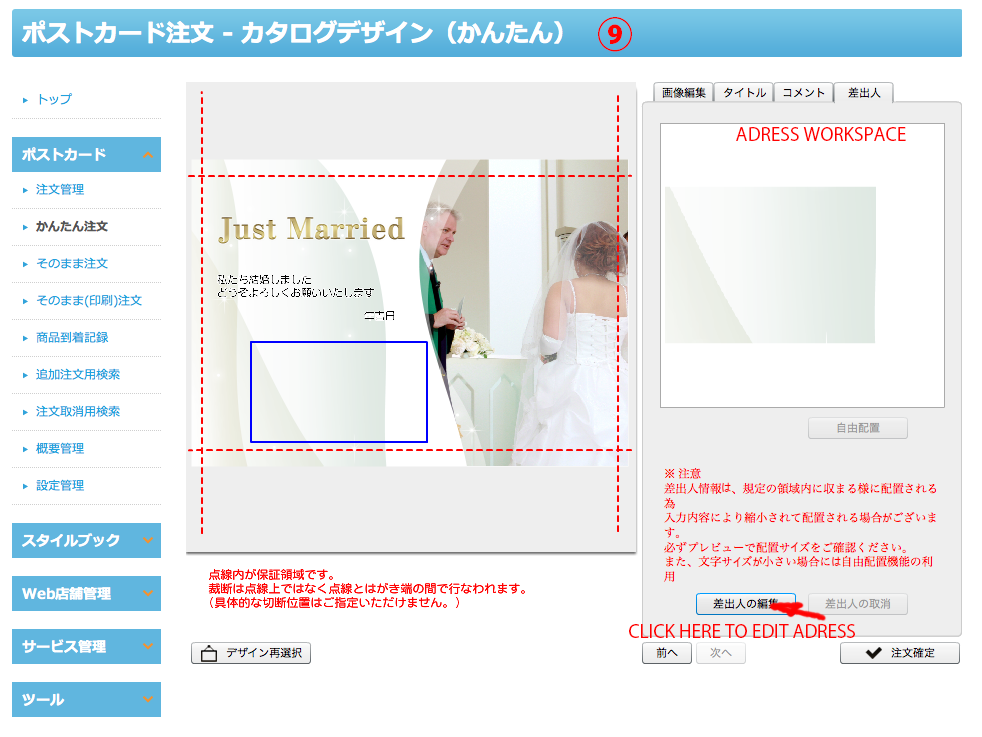 ポストカード注文 - カタログデザイン（かんたん）
9
トップ
ポストカード
注文管理
かんたん注文
そのまま注文
そのまま(印刷)注文
商品到着記録
追加注文用検索
注文取消用検索
概要管理
設定管理
スタイルブック
Web店舗管理
サービス管理
ツール
Just Married
私たち結婚しました
どうぞよろしくお願いいたします
点線内が保証領域です。
裁断は点線上ではなく点線とはがき端の間で行なわれます。
（具体的な切断位置はご指定いただけません。）
デザイン再選択
画像編集
タイトル
コメント
差出人
ADRESS WORKSPACE
自由配置
※ 注意
差出人情報は、規定の領域内に収まる様に配置される
為
入力内容により縮小されて配置される場合がございま
す。
必ずプレビューで配置サイズをご確認ください。
また、文字サイズが小さい場合には自由配置機能の利
用
差出人の編集
差出人の取消
CLICK HERE TO EDIT ADRESS
前へ
次へ
注文確定